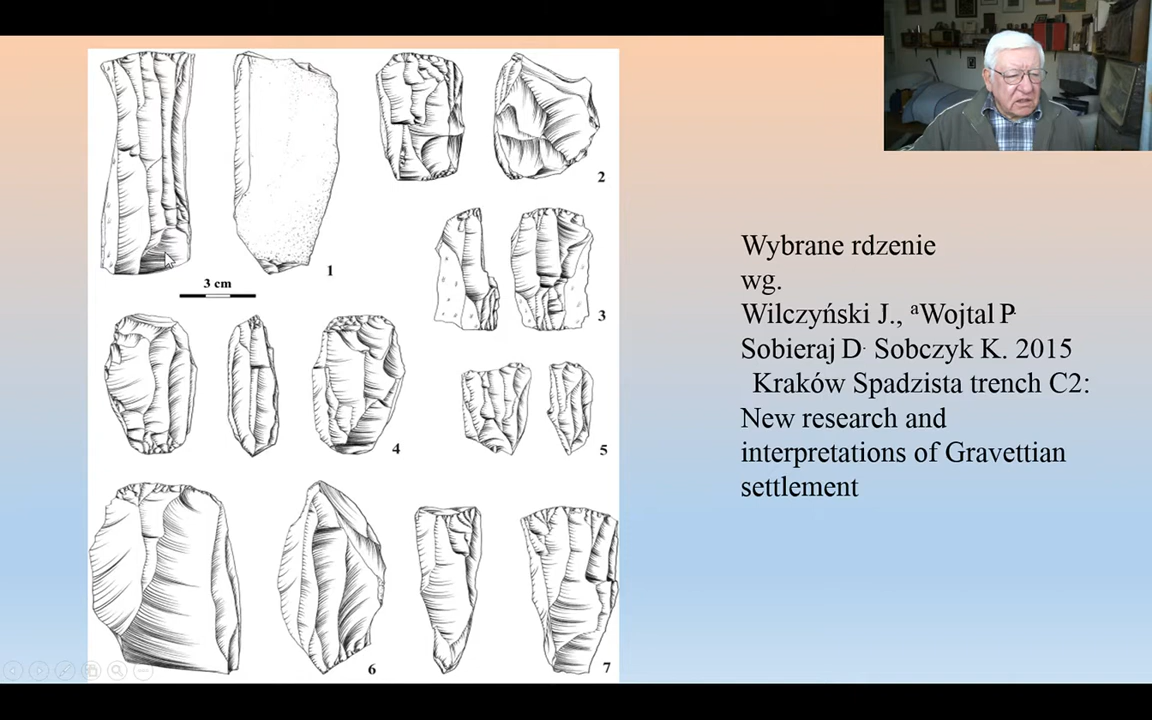 1
2
3 cm
3
4
5
6
7
Wybrane rdzenie
wg.
Wilczyński J., ᵃWojtal P.
Sobieraj D. Sobczyk K. 2015
Kraków Spadzista trench C2:
New research and
interpretations of Gravettian
settlement